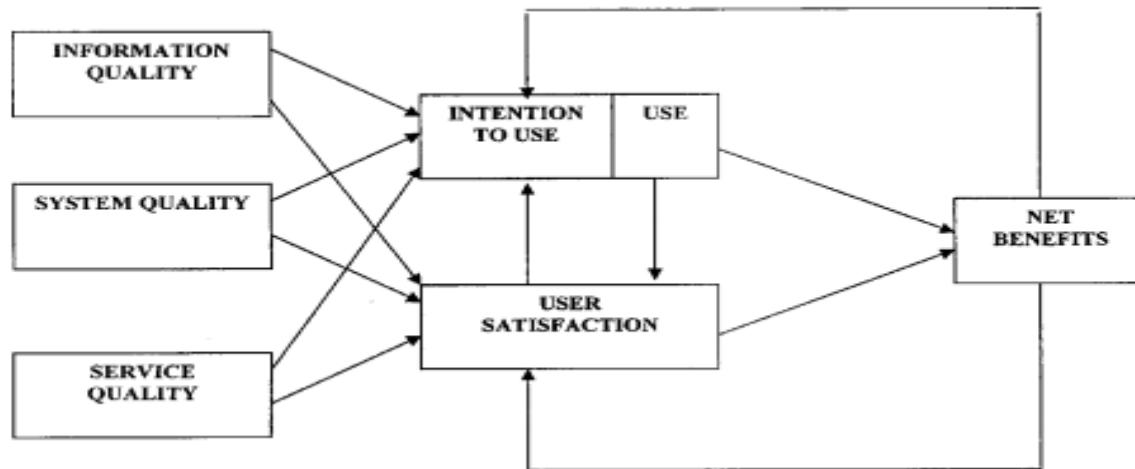 INFORMATION
QUALITY
INTENTION
TO USE
USE
SYSTEM QUALITY
NET
BENEFITS
USER
SATISFACTION
SERVICE
QUALITY